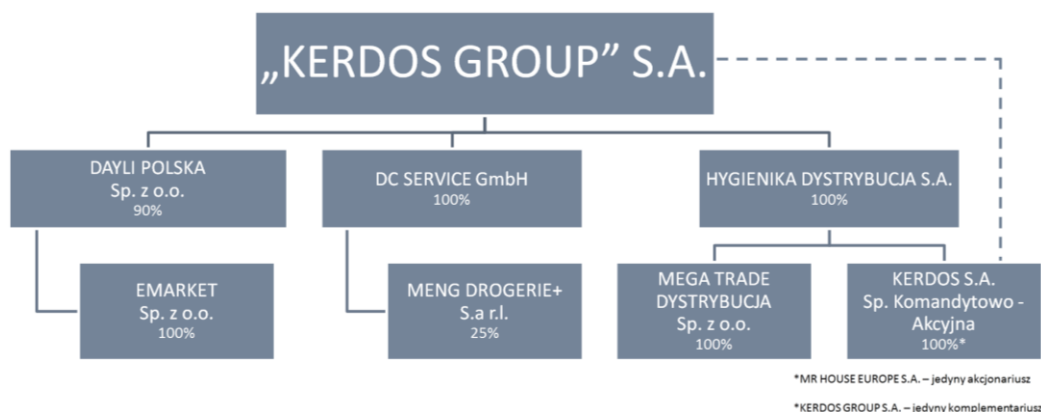 „KERDOS GROUP” S.A.
DAYLI POLSKA
Sp. z o.o.
90%
DC SERVICE GmbH
100%
HYGIENIKA DYSTRYBUCJA S.A.
100%
EMARKET
Sp. z o.o.
100%
MENG DROGERIE+
S.a r.l.
25%
MEGA TRADE
DYSTRYBUCJA
Sp. z o.o.
100%
KERDOS S.A.
Sp. Komandytowo -
Akcyjna
100%*
*MR HOUSE EUROPE S.A. – jedyny akcjonariusz
*KERDOS GROUP S.A. – jedyny komplementariusz